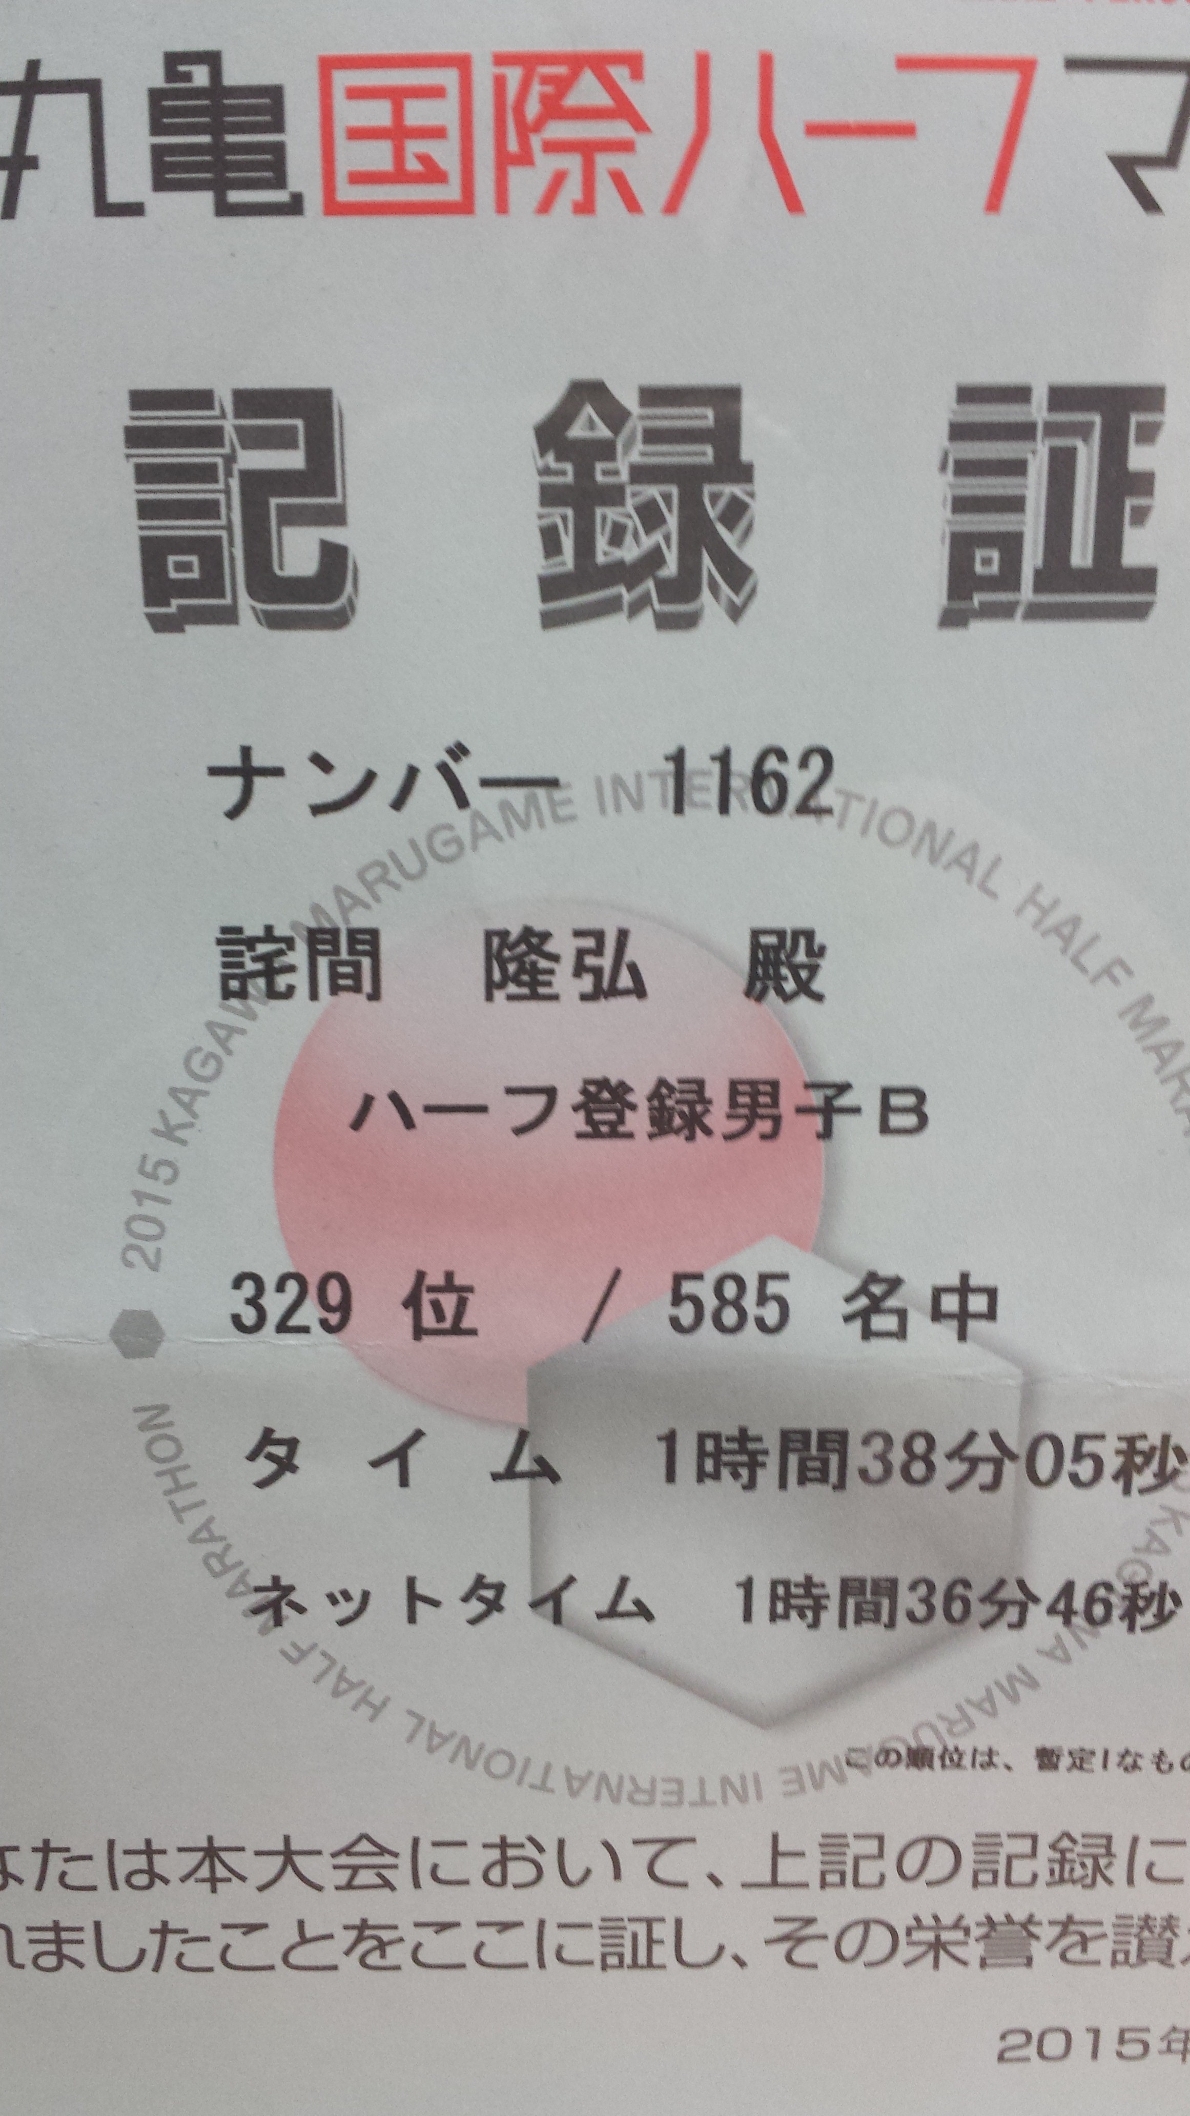 丸亀国際ハーフマ
記録証
ナンバー 1162
詫間 隆弘 殿
ハーフ登録男子B
329 位 / 585 名中
タイム 1時間38分05秒
ネットタイム 1時間36分46秒
この順位は、暫定的なもの
なたは本大会において、上記の記録に
れましたことをここに証し、その栄誉を讃え
2015年
2015 KAGAWA MARUGAME INTERNATIONAL HALF MARA
KAGAWA MARUGAME INTERNATIONAL HALF MARATHON